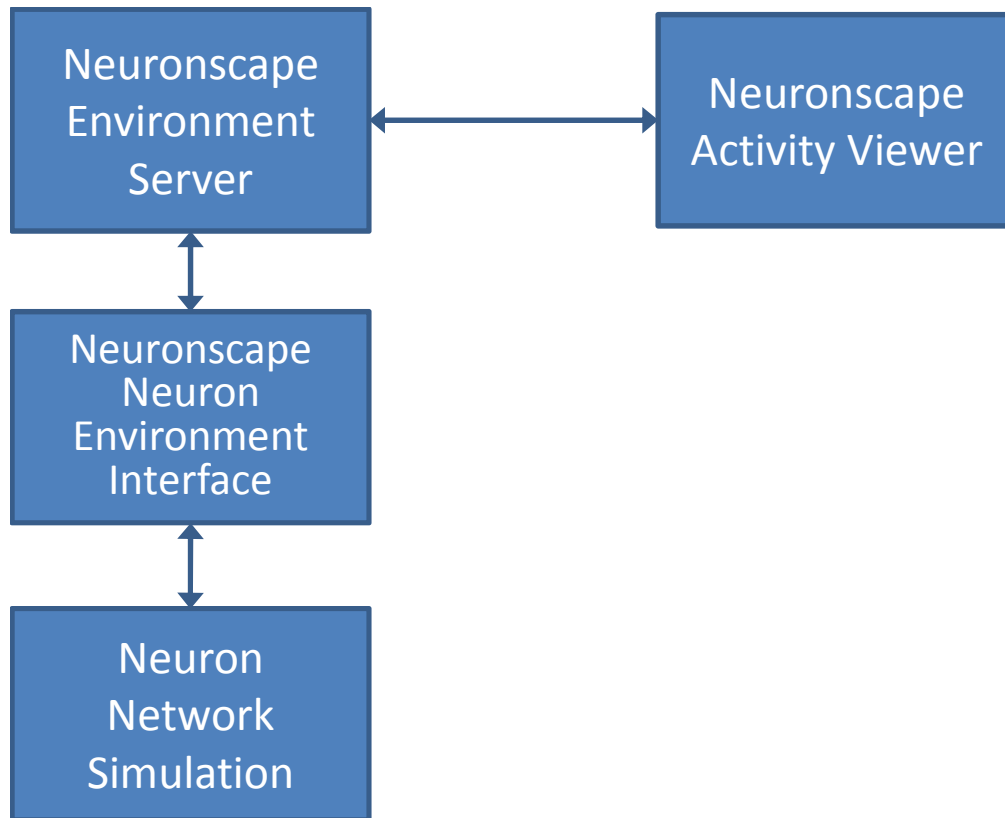 Neuronscape
Environment
Server
Neuronscape
Activity Viewer
Neuronscape
Neuron
Environment
Interface
Neuron
Network
Simulation